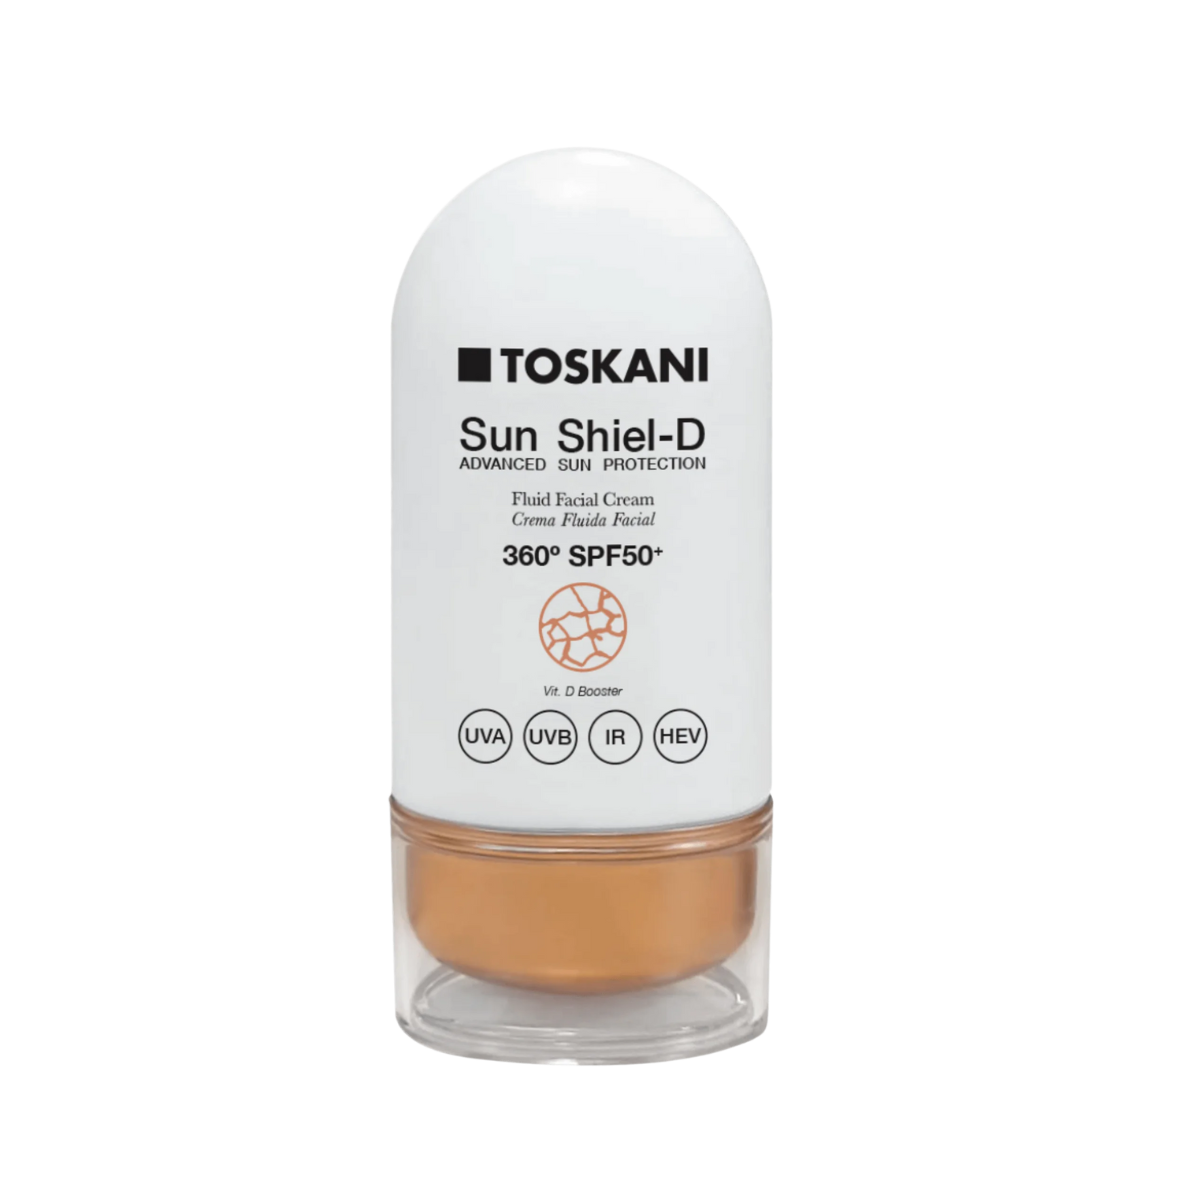 TOSKANI
Sun Shiel-D
ADVANCED SUN PROTECTION
Fluid Facial Cream
Crema Fluida Facial
360º SPF50+
Vit. D Booster
UVA UVB IR HEV